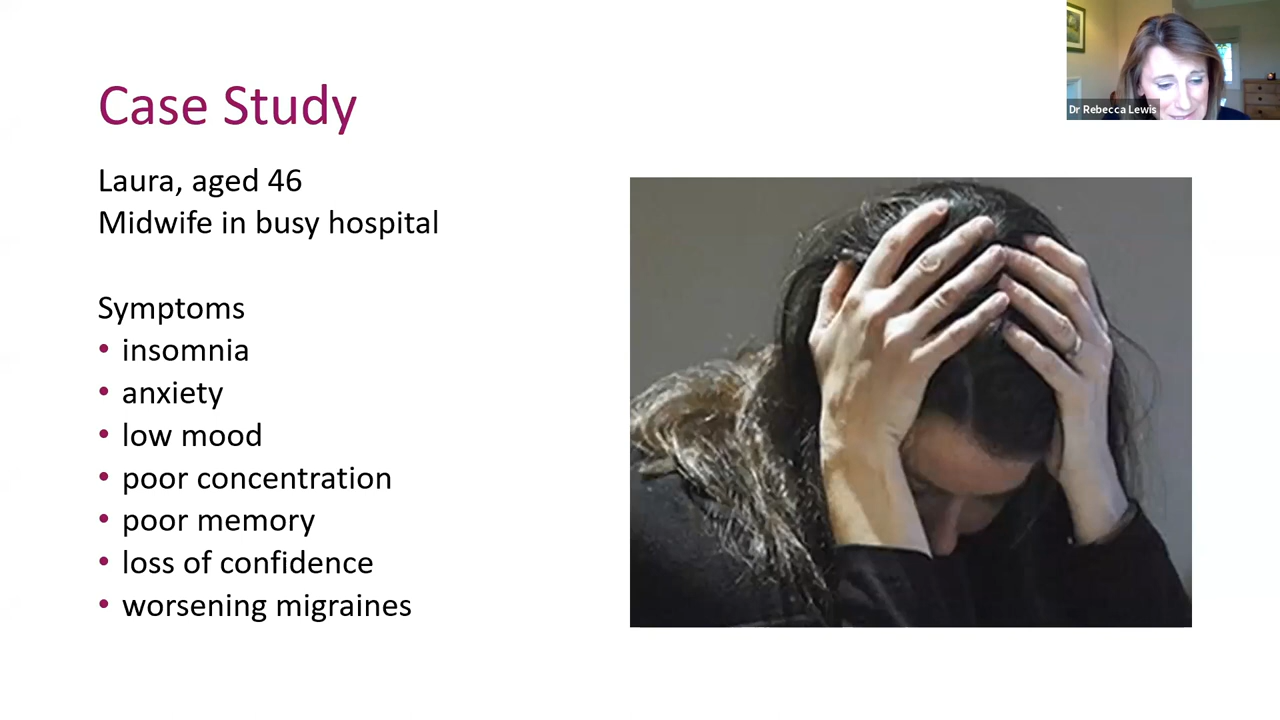 Case Study
Laura, aged 46
Midwife in busy hospital
Symptoms
• insomnia
• anxiety
• low mood
• poor concentration
• poor memory
• loss of confidence
• worsening migraines
Dr Rebecca Lewis